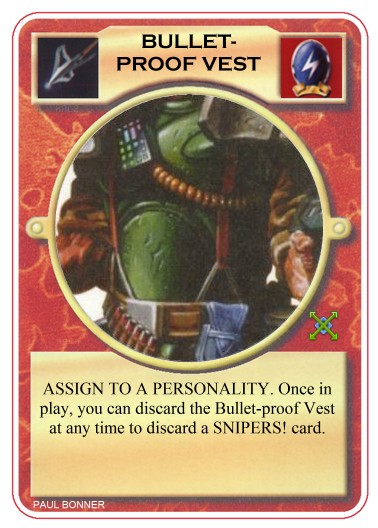 BULLET-
PROOF VEST
ASSIGN TO A PERSONALITY. Once in
play, you can discard the Bullet-proof Vest
at any time to discard a SNIPERS! card.
PAUL BONNER